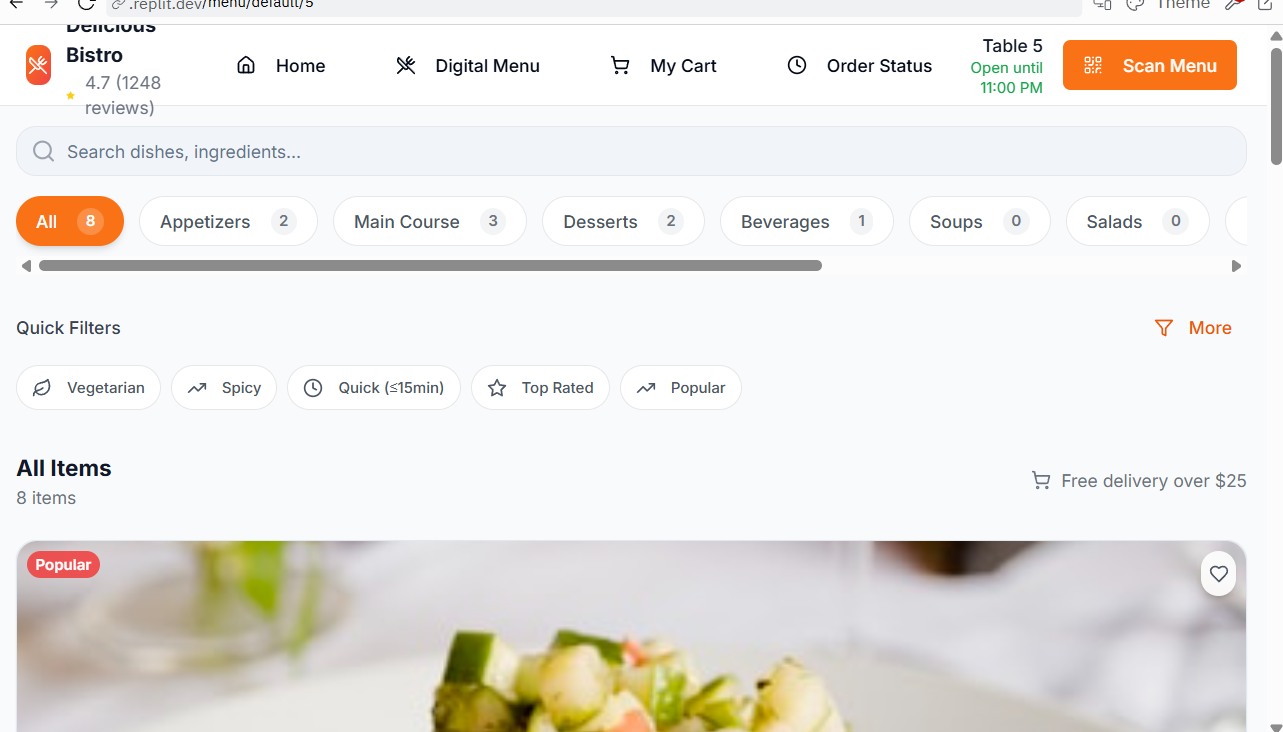 .replit.dev/menu/default/5
Theme
Delicious
Bistro
4.7 (1248
reviews)
Home
Digital Menu
My Cart
Order Status
Table 5
Open until
11:00 PM
Scan Menu
Search dishes, ingredients...
All 8
Appetizers 2
Main Course 3
Desserts 2
Beverages 1
Soups 0
Salads 0
Quick Filters
More
Vegetarian
Spicy
Quick (≤15min)
Top Rated
Popular
All Items
8 items
Free delivery over $25
Popular